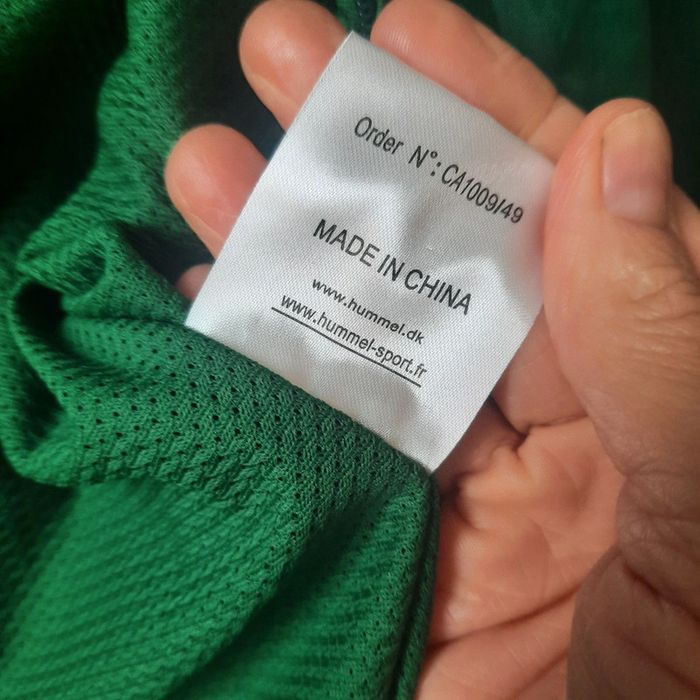 Order N°: CA1009/49
MADE IN CHINA
www.hummel.dk
www.hummel-sport.fr